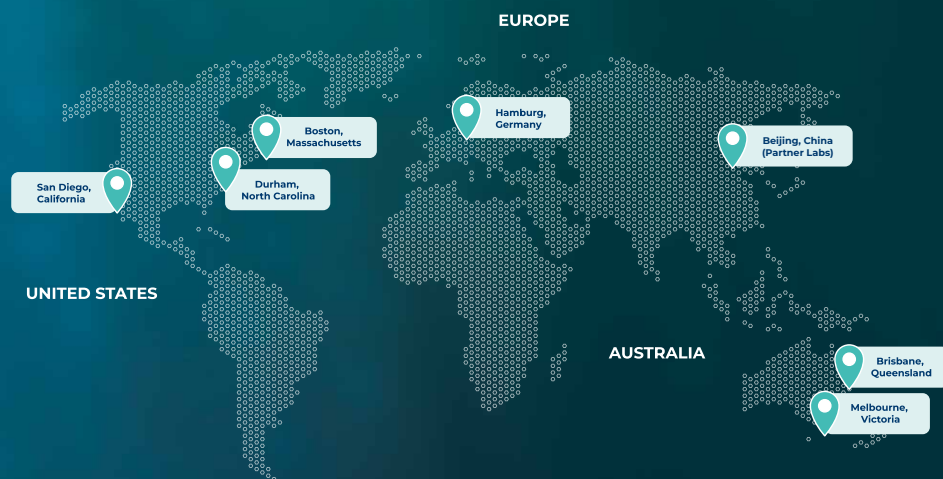 EUROPE
Hamburg,
Germany
Boston,
Massachusetts
Beijing, China
(Partner Labs)
San Diego,
California
Durham,
North Carolina
UNITED STATES
AUSTRALIA
Brisbane,
Queensland
Melbourne,
Victoria